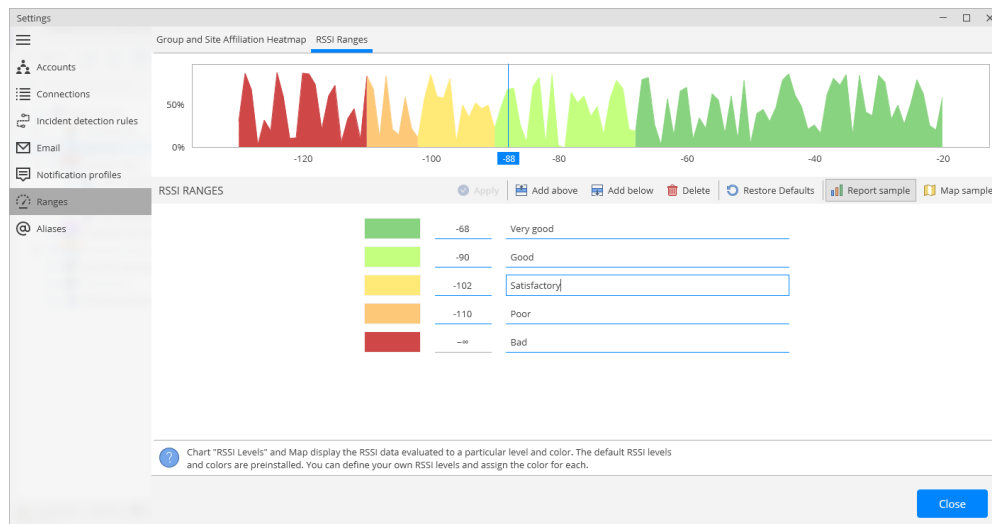 Settings
Group and Site Affiliation Heatmap RSSI Ranges
Accounts
Connections
Incident detection rules
Email
Notification profiles
Ranges
Aliases
50%
0%
-120 -100 -88 -80 -60 -40 -20
RSSI RANGES Apply Add above Add below Delete Restore Defaults Report sample Map sample
-68 Very good
-90 Good
-102 Satisfactory
-110 Poor
-∞ Bad
Chart "RSSI Levels" and Map display the RSSI data evaluated to a particular level and color. The default RSSI levels
and colors are preinstalled. You can define your own RSSI levels and assign the color for each.
Close